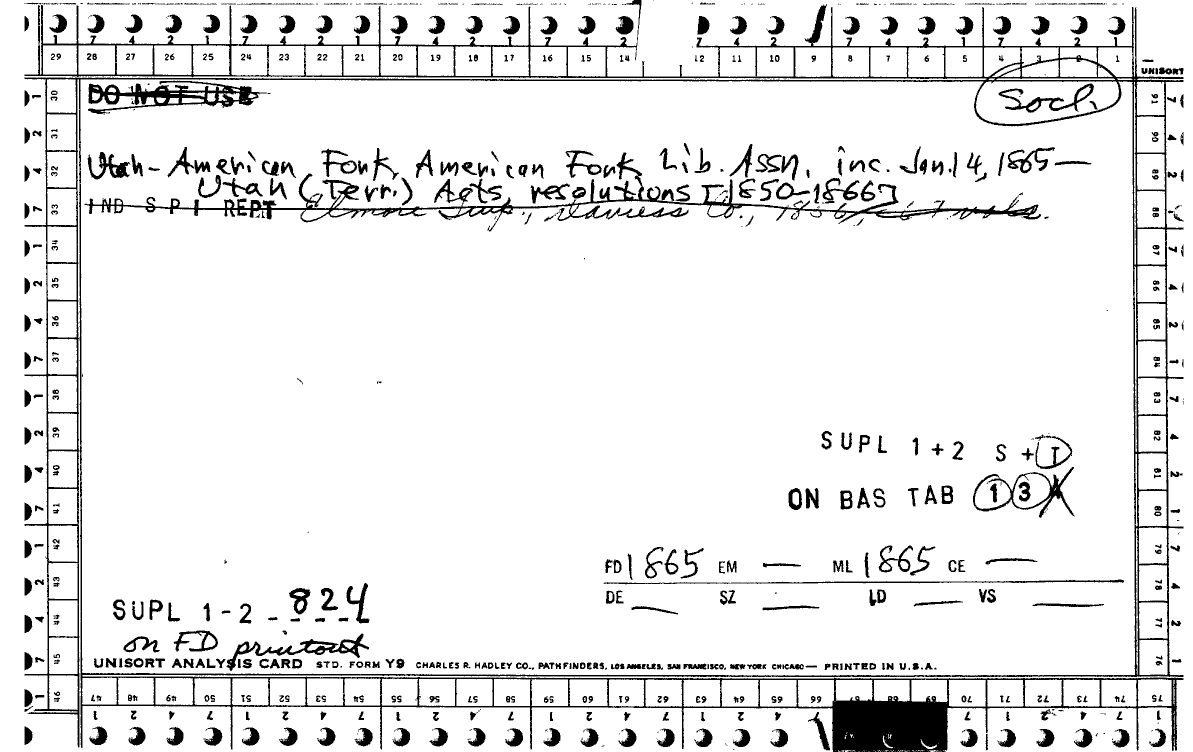 7 4 2 1 7 4 2 1 7 4 2 1 7 4 2 7 4 2 7 4 2 1 7 4 2 1
29 28 27 26 25 24 23 22 21 20 19 18 17 16 15 14 12 11 10 9 8 7 6 5 4 3 2 1
UNISORT
DO NOT USE
Socl.
Utah- American Fork, American Fork Lib. Assn. inc. Jan. 14, 1865—
Utah (Terr.) Acts, resolutions [1850-1866]
IND S P I REPT Elmore Twp., Daviess Co., 1856, 267 vols.
30 31 32 33 34 35 36 37 38 39 40 41 42 43 44 45 46
91 90 89 88 87 86 85 84 83 82 81 80 79 78 77 76
SUPL 1+2 S + T
ON BAS TAB 1 3
FD 1865 EM — ML 1865 CE —
DE — SZ — LD — VS —
SUPL 1-2 - 824
on FD printout
UNISORT ANALYSIS CARD STD. FORM Y9 CHARLES R. HADLEY CO., PATHFINDERS, LOS ANGELES, SAN FRANCISCO, NEW YORK CHICAGO — PRINTED IN U.S.A.
47 48 49 50 51 52 53 54 55 56 57 58 59 60 61 62 63 64 65 66 67 68 69 70 71 72 73 74 75
1 2 4 7 1 2 4 7 1 2 4 7 1 2 4 7 1 2 4 7 7 1 2 4 7 1